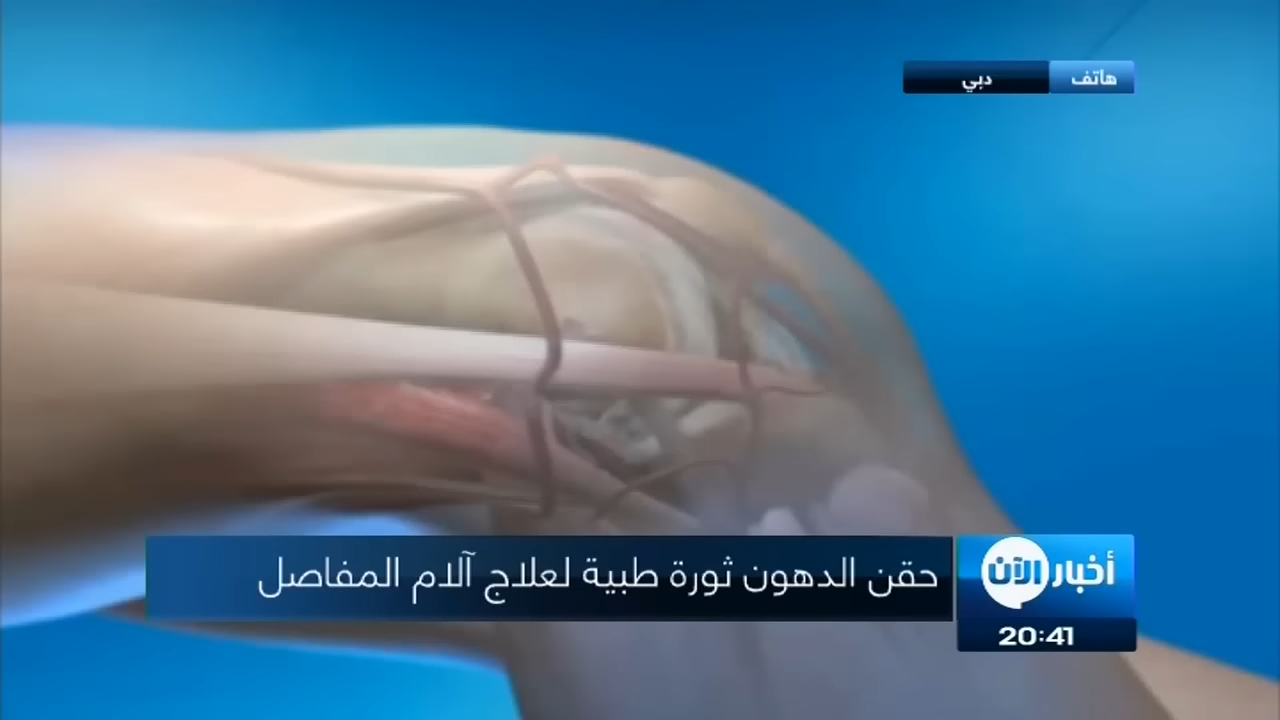 هاتف
دبي
حقن الدهون ثورة طبية لعلاج آلام المفاصل
أخبار الآن
20:41